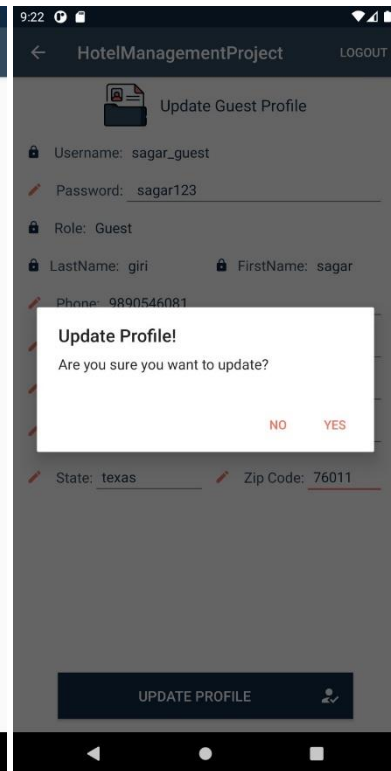 9:22
HotelManagementProject LOGOUT
Update Guest Profile
Username: sagar_guest
Password: sagar123
Role: Guest
LastName: giri FirstName: sagar
Phone: 9890546081
Update Profile!
Are you sure you want to update?
NO YES
State: texas Zip Code: 76011
UPDATE PROFILE